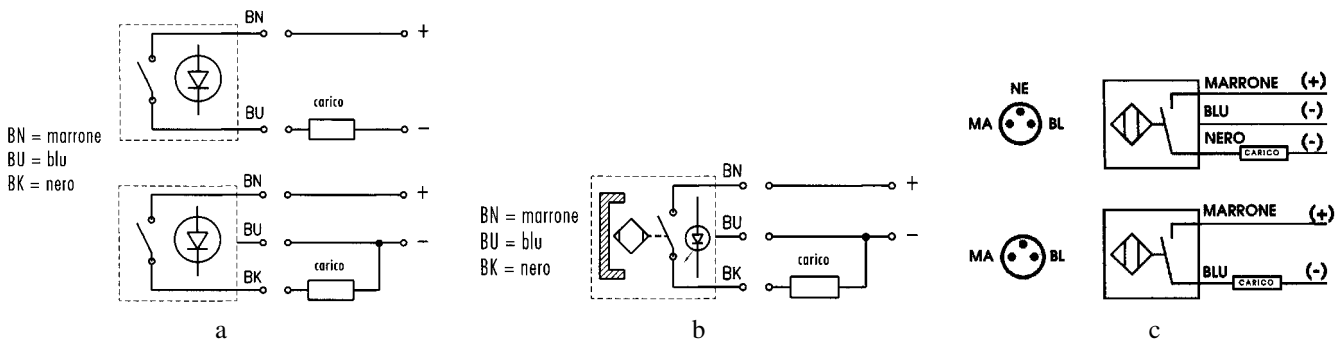 BN
+
carico
BU
−
BN = marrone
BU = blu
BK = nero
BN
+
BU
−
carico
BK
a
BN = marrone
BU = blu
BK = nero
BN
+
BU
−
carico
BK
b
NE
MA BL
MARRONE (+)
BLU (-)
NERO (-)
CARICO
MA BL
MARRONE (+)
BLU (-)
CARICO
c